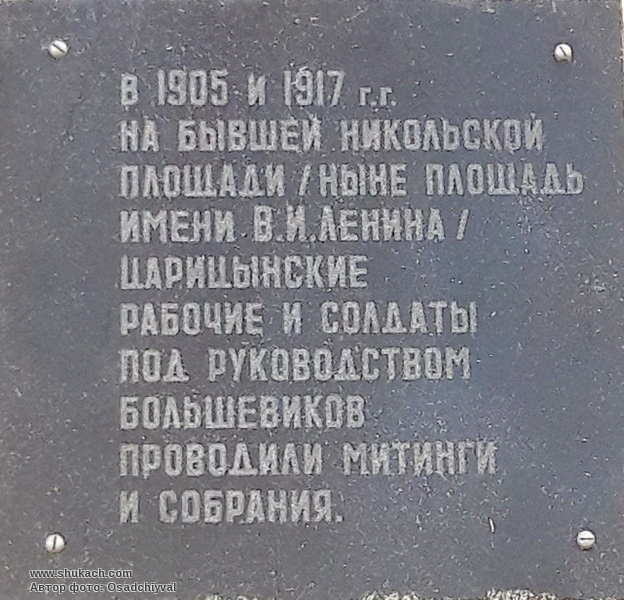 В 1905 И 1917 г.г.
НА БЫВШЕЙ НИКОЛЬСКОЙ
ПЛОЩАДИ /НЫНЕ ПЛОЩАДЬ
ИМЕНИ В.И.ЛЕНИНА/
ЦАРИЦЫНСКИЕ
РАБОЧИЕ И СОЛДАТЫ
ПОД РУКОВОДСТВОМ
БОЛЬШЕВИКОВ
ПРОВОДИЛИ МИТИНГИ
И СОБРАНИЯ.
www.shukach.com
Автор фото: Osadchiyval